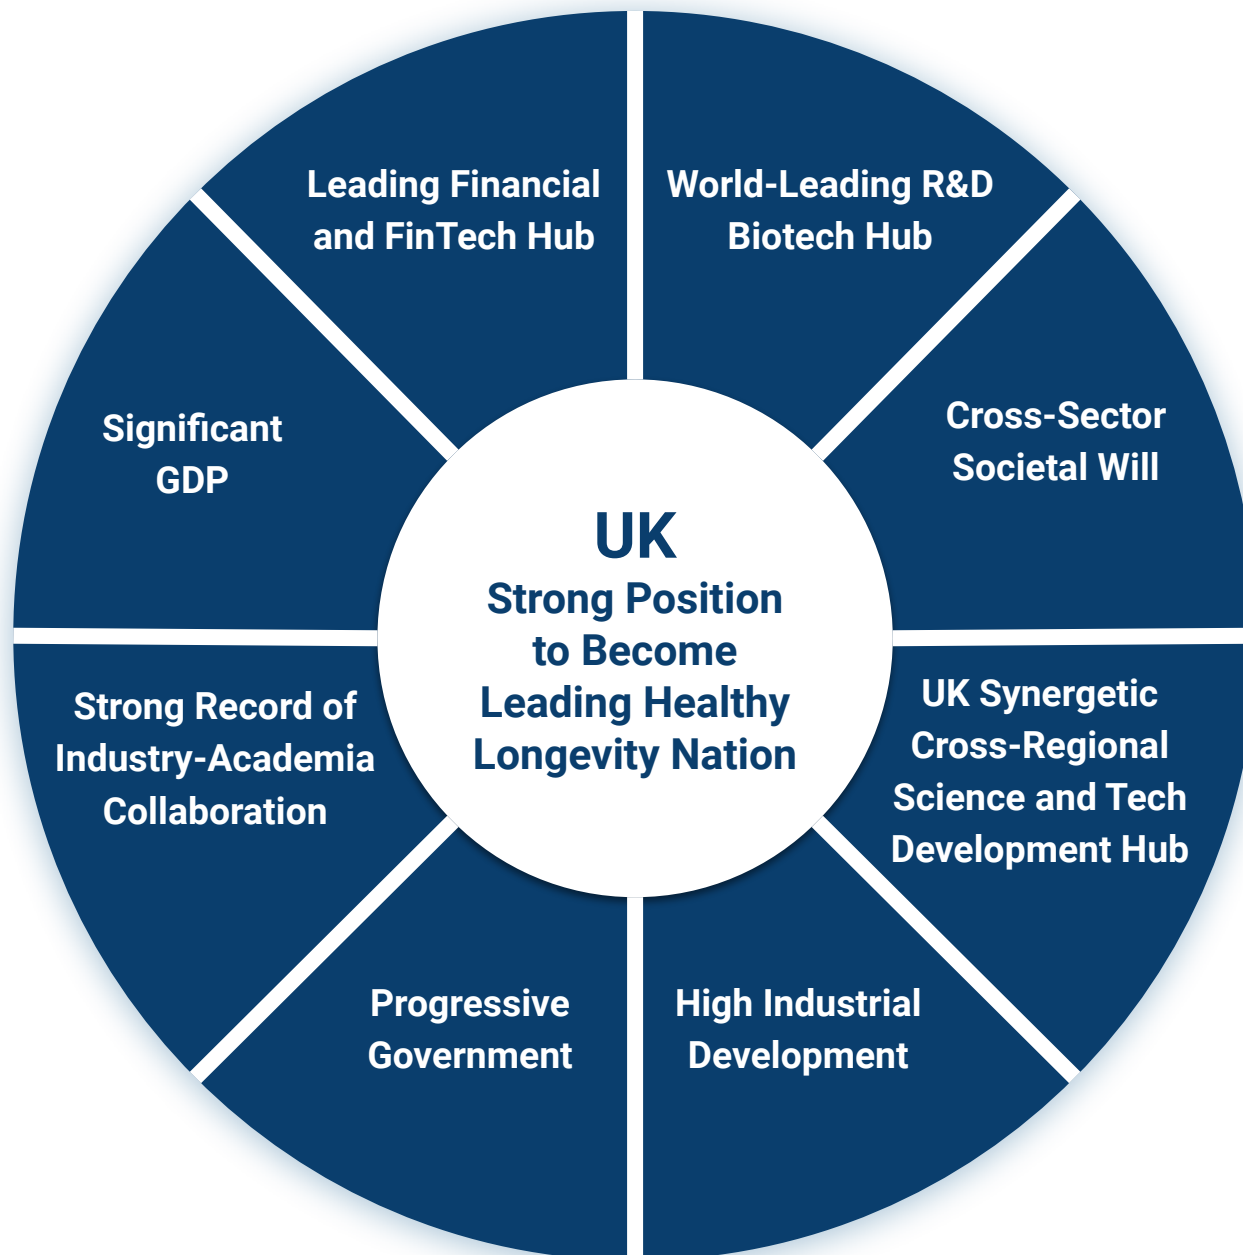 Leading Financial
and FinTech Hub
World-Leading R&D
Biotech Hub
Significant
GDP
Cross-Sector
Societal Will
UK
Strong Position
to Become
Leading Healthy
Longevity Nation
Strong Record of
Industry-Academia
Collaboration
UK Synergetic
Cross-Regional
Science and Tech
Development Hub
Progressive
Government
High Industrial
Development